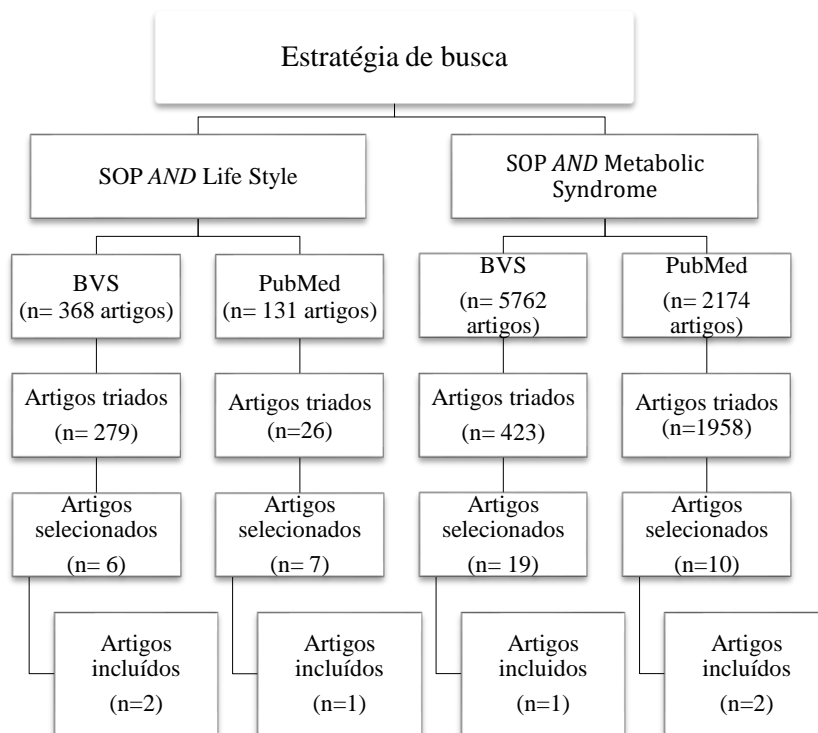 Estratégia de busca
SOP AND Life Style
SOP AND Metabolic
Syndrome
BVS
(n= 368 artigos)
PubMed
(n= 131 artigos)
BVS
(n= 5762
artigos)
PubMed
(n= 2174
artigos)
Artigos triados
(n= 279)
Artigos triados
(n=26)
Artigos triados
(n= 423)
Artigos triados
(n=1958)
Artigos
selecionados
(n= 6)
Artigos
selecionados
(n= 7)
Artigos
selecionados
(n= 19)
Artigos
selecionados
(n=10)
Artigos
incluídos
(n=2)
Artigos
incluídos
(n=1)
Artigos
incluidos
(n=1)
Artigos
incluídos
(n=2)